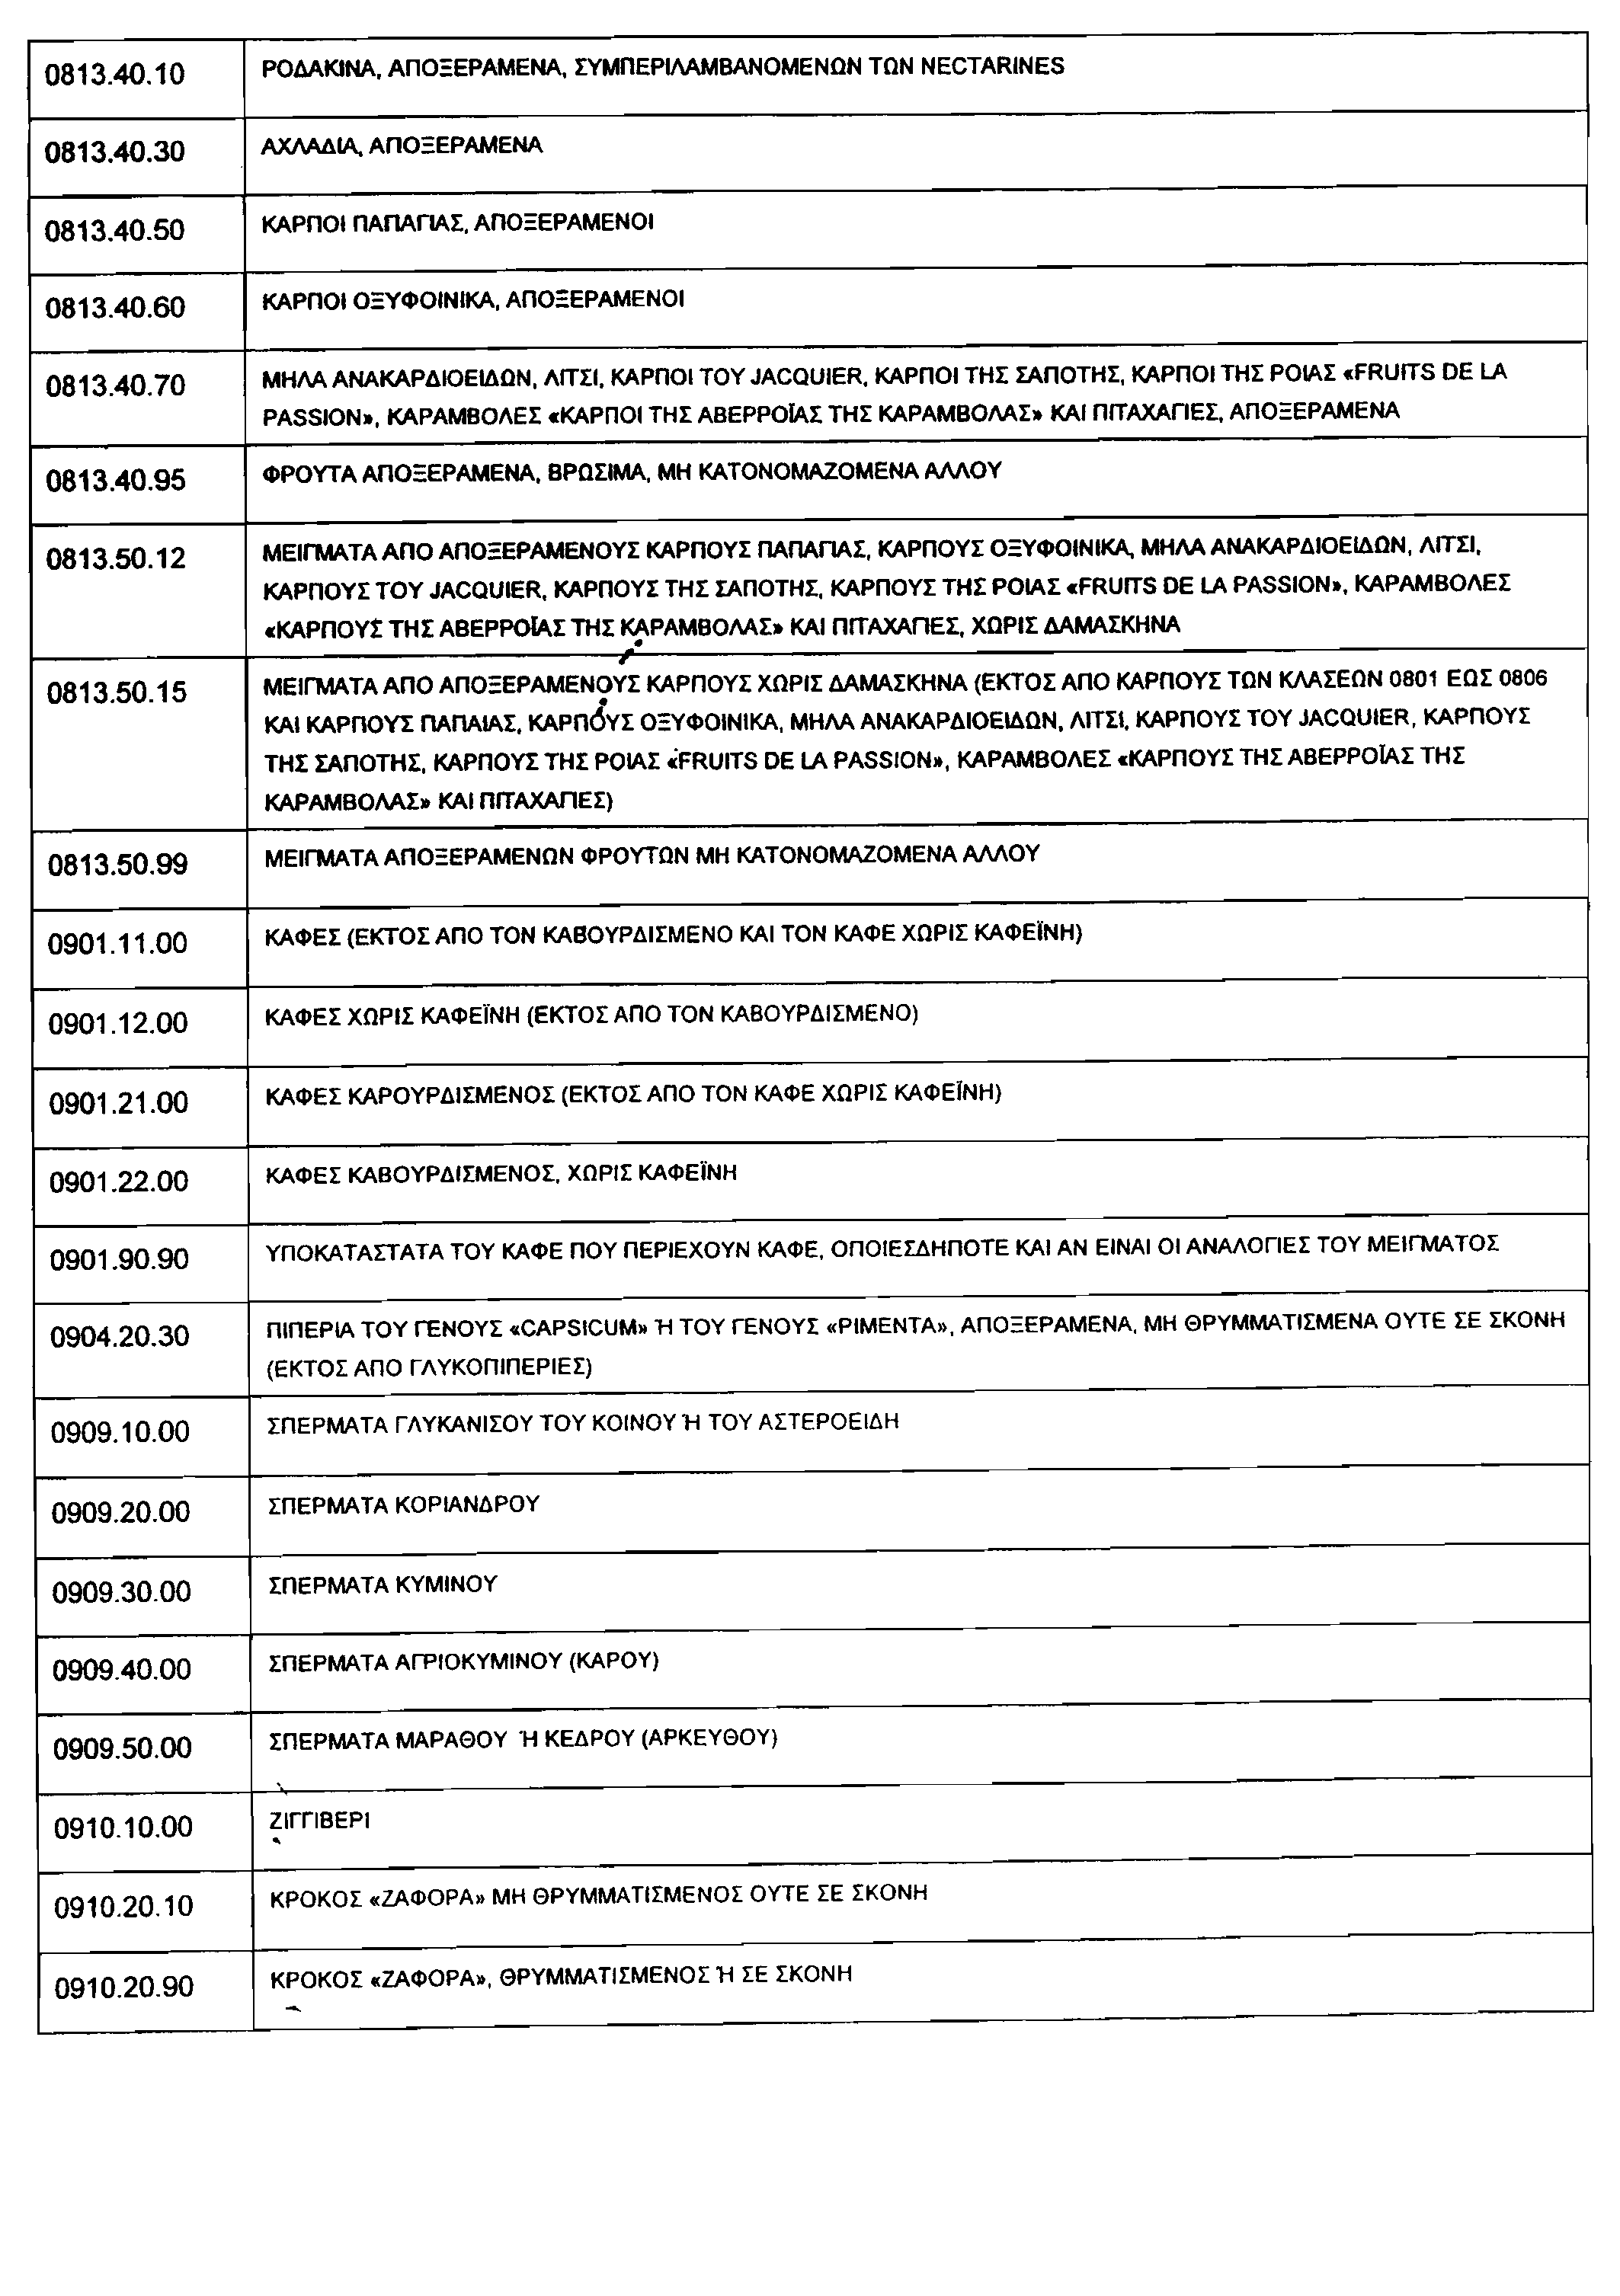 0813.40.10 ΡΟΔΑΚΙΝΑ, ΑΠΟΞΕΡΑΜΕΝΑ, ΣΥΜΠΕΡΙΛΑΜΒΑΝΟΜΕΝΩΝ ΤΩΝ NECTARINES
0813.40.30 ΑΧΛΑΔΙΑ, ΑΠΟΞΕΡΑΜΕΝΑ
0813.40.50 ΚΑΡΠΟΙ ΠΑΠΑΓΙΑΣ, ΑΠΟΞΕΡΑΜΕΝΟΙ
0813.40.60 ΚΑΡΠΟΙ ΟΞΥΦΟΙΝΙΚΑ, ΑΠΟΞΕΡΑΜΕΝΟΙ
0813.40.70 ΜΗΛΑ ΑΝΑΚΑΡΔΙΟΕΙΔΩΝ, ΛΙΤΣΙ, ΚΑΡΠΟΙ ΤΟΥ JACQUIER, ΚΑΡΠΟΙ ΤΗΣ ΣΑΠΟΤΗΣ, ΚΑΡΠΟΙ ΤΗΣ ΡΟΙΑΣ «FRUITS DE LA
PASSION», ΚΑΡΑΜΒΟΛΕΣ «ΚΑΡΠΟΙ ΤΗΣ ΑΒΕΡΡΟΪΑΣ ΤΗΣ ΚΑΡΑΜΒΟΛΑΣ» ΚΑΙ ΠΙΤΑΧΑΓΙΕΣ, ΑΠΟΞΕΡΑΜΕΝΑ
0813.40.95 ΦΡΟΥΤΑ ΑΠΟΞΕΡΑΜΕΝΑ, ΒΡΩΣΙΜΑ, ΜΗ ΚΑΤΟΝΟΜΑΖΟΜΕΝΑ ΑΛΛΟΥ
0813.50.12 ΜΕΙΓΜΑΤΑ ΑΠΟ ΑΠΟΞΕΡΑΜΕΝΟΥΣ ΚΑΡΠΟΥΣ ΠΑΠΑΓΙΑΣ, ΚΑΡΠΟΥΣ ΟΞΥΦΟΙΝΙΚΑ, ΜΗΛΑ ΑΝΑΚΑΡΔΙΟΕΙΔΩΝ, ΛΙΤΣΙ,
ΚΑΡΠΟΥΣ ΤΟΥ JACQUIER, ΚΑΡΠΟΥΣ ΤΗΣ ΣΑΠΟΤΗΣ, ΚΑΡΠΟΥΣ ΤΗΣ ΡΟΙΑΣ «FRUITS DE LA PASSION», ΚΑΡΑΜΒΟΛΕΣ
«ΚΑΡΠΟΥΣ ΤΗΣ ΑΒΕΡΡΟΪΑΣ ΤΗΣ ΚΑΡΑΜΒΟΛΑΣ» ΚΑΙ ΠΙΤΑΧΑΓΙΕΣ, ΧΩΡΙΣ ΔΑΜΑΣΚΗΝΑ
0813.50.15 ΜΕΙΓΜΑΤΑ ΑΠΟ ΑΠΟΞΕΡΑΜΕΝΟΥΣ ΚΑΡΠΟΥΣ ΧΩΡΙΣ ΔΑΜΑΣΚΗΝΑ (ΕΚΤΟΣ ΑΠΟ ΚΑΡΠΟΥΣ ΤΩΝ ΚΛΑΣΕΩΝ 0801 ΕΩΣ 0806
ΚΑΙ ΚΑΡΠΟΥΣ ΠΑΠΑΙΑΣ, ΚΑΡΠΟΥΣ ΟΞΥΦΟΙΝΙΚΑ, ΜΗΛΑ ΑΝΑΚΑΡΔΙΟΕΙΔΩΝ, ΛΙΤΣΙ, ΚΑΡΠΟΥΣ ΤΟΥ JACQUIER, ΚΑΡΠΟΥΣ
ΤΗΣ ΣΑΠΟΤΗΣ, ΚΑΡΠΟΥΣ ΤΗΣ ΡΟΙΑΣ «FRUITS DE LA PASSION», ΚΑΡΑΜΒΟΛΕΣ «ΚΑΡΠΟΥΣ ΤΗΣ ΑΒΕΡΡΟΪΑΣ ΤΗΣ
ΚΑΡΑΜΒΟΛΑΣ» ΚΑΙ ΠΙΤΑΧΑΓΙΕΣ)
0813.50.99 ΜΕΙΓΜΑΤΑ ΑΠΟΞΕΡΑΜΕΝΩΝ ΦΡΟΥΤΩΝ ΜΗ ΚΑΤΟΝΟΜΑΖΟΜΕΝΑ ΑΛΛΟΥ
0901.11.00 ΚΑΦΕΣ (ΕΚΤΟΣ ΑΠΟ ΤΟΝ ΚΑΒΟΥΡΔΙΣΜΕΝΟ ΚΑΙ ΤΟΝ ΚΑΦΕ ΧΩΡΙΣ ΚΑΦΕΪΝΗ)
0901.12.00 ΚΑΦΕΣ ΧΩΡΙΣ ΚΑΦΕΪΝΗ (ΕΚΤΟΣ ΑΠΟ ΤΟΝ ΚΑΒΟΥΡΔΙΣΜΕΝΟ)
0901.21.00 ΚΑΦΕΣ ΚΑΡΟΥΡΔΙΣΜΕΝΟΣ (ΕΚΤΟΣ ΑΠΟ ΤΟΝ ΚΑΦΕ ΧΩΡΙΣ ΚΑΦΕΪΝΗ)
0901.22.00 ΚΑΦΕΣ ΚΑΒΟΥΡΔΙΣΜΕΝΟΣ, ΧΩΡΙΣ ΚΑΦΕΪΝΗ
0901.90.90 ΥΠΟΚΑΤΑΣΤΑΤΑ ΤΟΥ ΚΑΦΕ ΠΟΥ ΠΕΡΙΕΧΟΥΝ ΚΑΦΕ, ΟΠΟΙΕΣΔΗΠΟΤΕ ΚΑΙ ΑΝ ΕΙΝΑΙ ΟΙ ΑΝΑΛΟΓΙΕΣ ΤΟΥ ΜΕΙΓΜΑΤΟΣ
0904.20.30 ΠΙΠΕΡΙΑ ΤΟΥ ΓΕΝΟΥΣ «CAPSICUM» Ή ΤΟΥ ΓΕΝΟΥΣ «PIMENTA», ΑΠΟΞΕΡΑΜΕΝΑ, ΜΗ ΘΡΥΜΜΑΤΙΣΜΕΝΑ ΟΥΤΕ ΣΕ ΣΚΟΝΗ
(ΕΚΤΟΣ ΑΠΟ ΓΛΥΚΟΠΙΠΕΡΙΕΣ)
0909.10.00 ΣΠΕΡΜΑΤΑ ΓΛΥΚΑΝΙΣΟΥ ΤΟΥ ΚΟΙΝΟΥ Ή ΤΟΥ ΑΣΤΕΡΟΕΙΔΗ
0909.20.00 ΣΠΕΡΜΑΤΑ ΚΟΡΙΑΝΔΡΟΥ
0909.30.00 ΣΠΕΡΜΑΤΑ ΚΥΜΙΝΟΥ
0909.40.00 ΣΠΕΡΜΑΤΑ ΑΓΡΙΟΚΥΜΙΝΟΥ (ΚΑΡΟΥ)
0909.50.00 ΣΠΕΡΜΑΤΑ ΜΑΡΑΘΟΥ Ή ΚΕΔΡΟΥ (ΑΡΚΕΥΘΟΥ)
0910.10.00 ΖΙΓΓΙΒΕΡΙ
0910.20.10 ΚΡΟΚΟΣ «ΖΑΦΟΡΑ» ΜΗ ΘΡΥΜΜΑΤΙΣΜΕΝΟΣ ΟΥΤΕ ΣΕ ΣΚΟΝΗ
0910.20.90 ΚΡΟΚΟΣ «ΖΑΦΟΡΑ», ΘΡΥΜΜΑΤΙΣΜΕΝΟΣ Ή ΣΕ ΣΚΟΝΗ